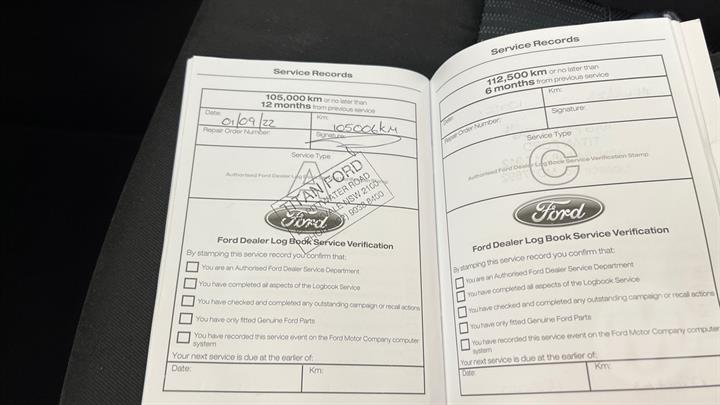 Service Records
105,000 km or no later than
12 months from previous service
Date:
01/09/22
Km:
105006KM
Repair Order Number:
Signature:
Service Type
A
Authorised Ford Dealer Log
TITAN FORD
PITTWATER ROAD
VALE NSW 2100
9938 8400
Ford
Ford Dealer Log Book Service Verification
By stamping this service record you confirm that:
You are an Authorised Ford Dealer Service Department
You have completed all aspects of the Logbook Service
You have checked and completed any outstanding campaign or recall actions
You have only fitted Genuine Ford Parts
You have recorded this service event on the Ford Motor Company computer
system
Your next service is due at the earlier of:
Date:
Km:
Service Records
112,500 km or no later than
6 months from previous service
Date:
Km:
Repair Order Number:
Signature:
Service Type
C
Authorised Ford Dealer Log Book Service Verification Stamp
Ford
Ford Dealer Log Book Service Verification
By stamping this service record you confirm that:
You are an Authorised Ford Dealer Service Department
You have completed all aspects of the Logbook Service
You have checked and completed any outstanding campaign or recall actions
You have only fitted Genuine Ford Parts
You have recorded this service event on the Ford Motor Company computer
system
Your next service is due at the earlier of:
Date:
Km: